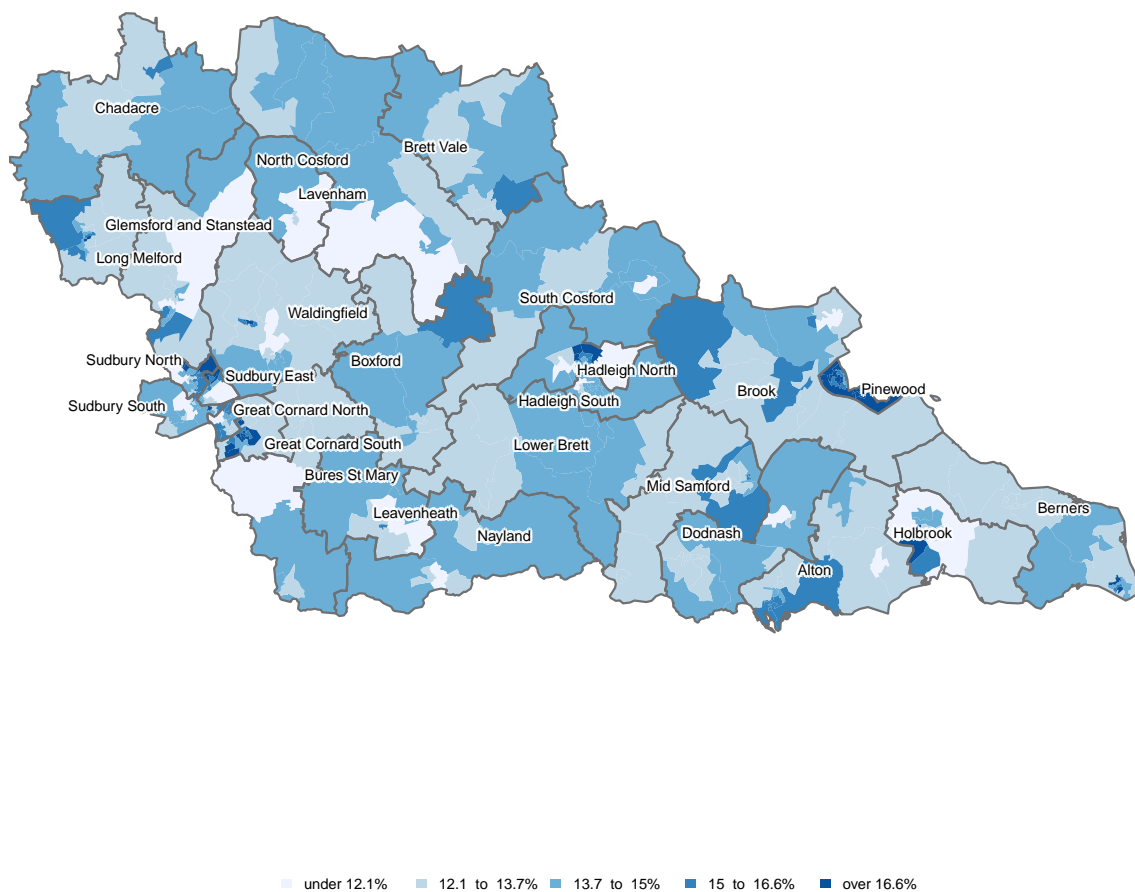 Chadacre
Brett Vale
North Cosford
Lavenham
Glemsford and Stanstead
Long Melford
South Cosford
Waldingfield
Sudbury North
Boxford
Hadleigh North
Sudbury East
Brook
Pinewood
Sudbury South
Hadleigh South
Great Cornard North
Great Cornard South
Lower Brett
Bures St Mary
Mid Samford
Leavenheath
Berners
Nayland
Dodnash
Holbrook
Alton
under 12.1% 12.1 to 13.7% 13.7 to 15% 15 to 16.6% over 16.6%